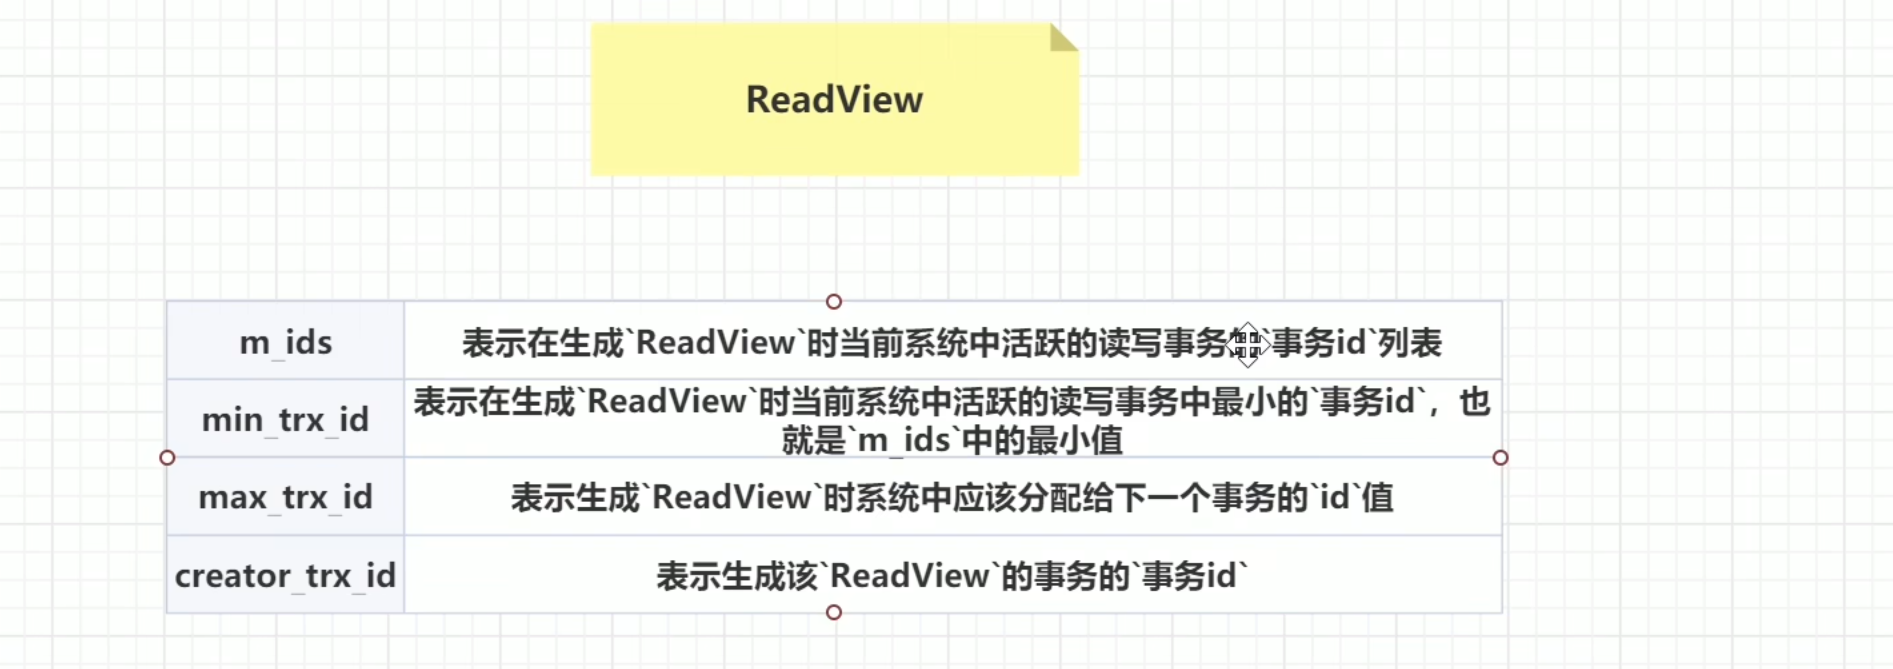 ReadView
m_ids
表示在生成`ReadView`时当前系统中活跃的读写事务 `事务id`列表
min_trx_id
表示在生成`ReadView`时当前系统中活跃的读写事务中最小的`事务id`，也
就是`m_ids`中的最小值
max_trx_id
表示生成`ReadView`时系统中应该分配给下一个事务的`id`值
creator_trx_id
表示生成该`ReadView`的事务的`事务id`